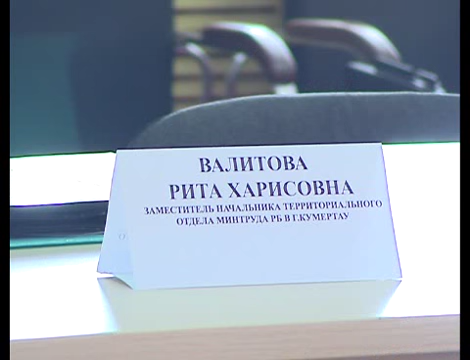 ВАЛИТОВА
РИТА ХАРИСОВНА
ЗАМЕСТИТЕЛЬ НАЧАЛЬНИКА ТЕРРИТОРИАЛЬНОГО
ОТДЕЛА МИНТРУДА РБ В Г.КУМЕРТАУ